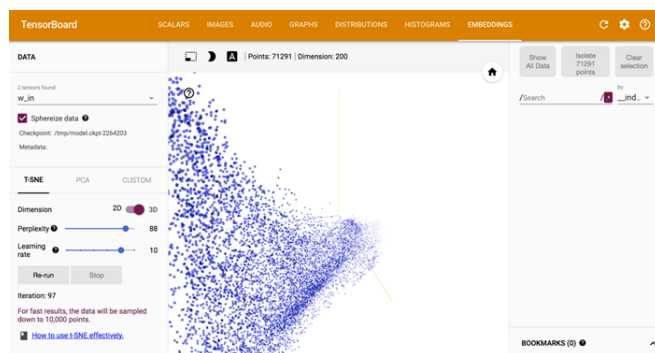 TensorBoard
SCALARS IMAGES AUDIO GRAPHS DISTRIBUTIONS HISTOGRAMS EMBEDDINGS
DATA
2 tensors found
w_in
Sphereize data
Checkpoint: /tmp/model.ckpt-2264203
Metadata:
T-SNE PCA CUSTOM
Dimension 2D 3D
Perplexity 88
Learning
rate 10
Re-run Stop
Iteration: 97
For fast results, the data will be sampled
down to 10,000 points.
How to use t-SNE effectively.
A Points: 71291 Dimension: 200
Show
All Data
Isolate
71291
points
Clear
selection
/Search / .*
by
__ind..
BOOKMARKS (0)